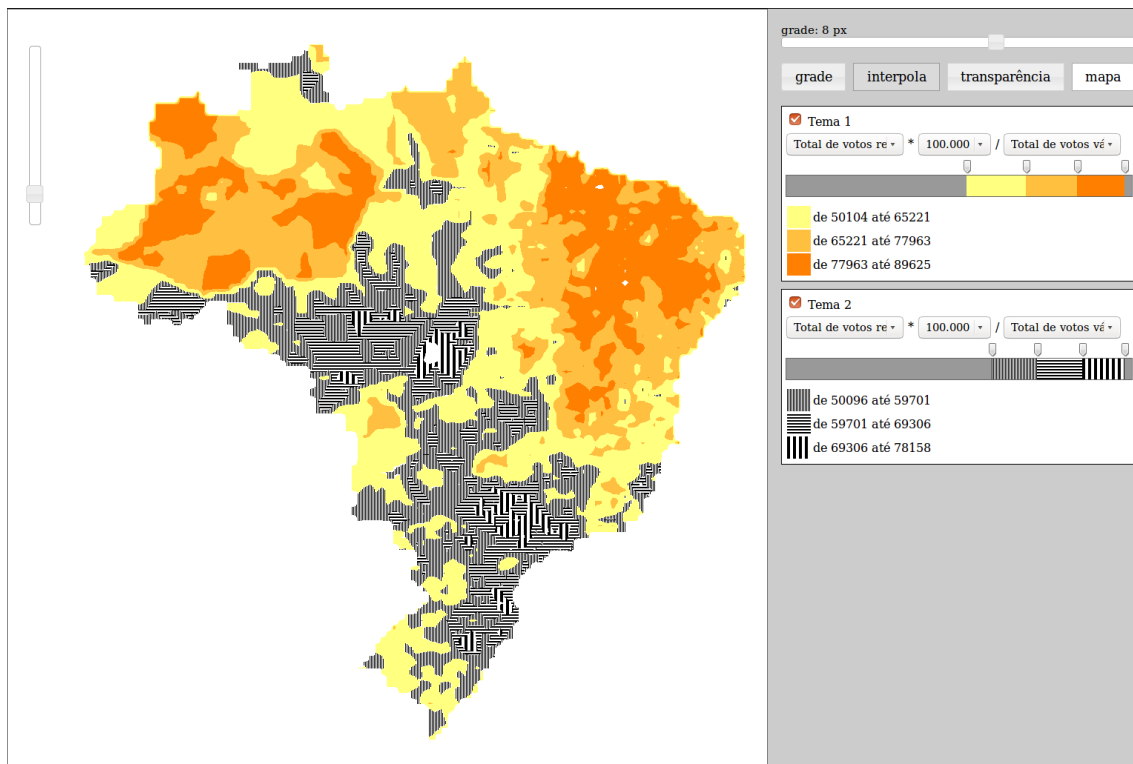 grade: 8 px
grade interpola transparência mapa
Tema 1
Total de votos re * 100.000 / Total de votos vá
de 50104 até 65221
de 65221 até 77963
de 77963 até 89625
Tema 2
Total de votos re * 100.000 / Total de votos vá
de 50096 até 59701
de 59701 até 69306
de 69306 até 78158